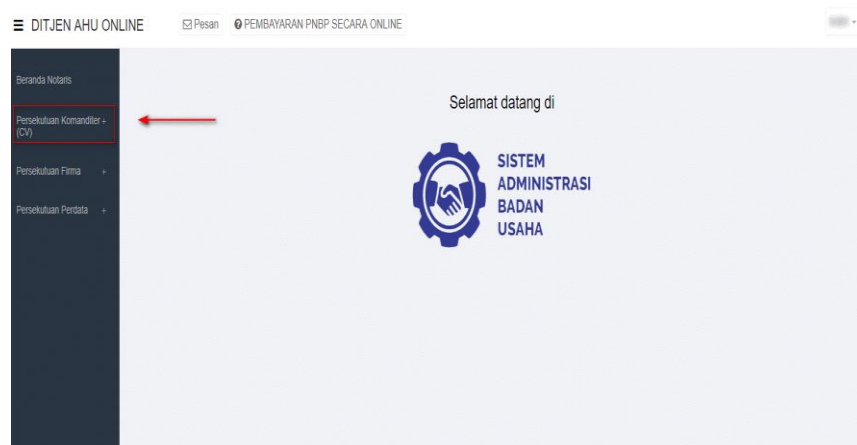 DITJEN AHU ONLINE
Pesan
PEMBAYARAN PNBP SECARA ONLINE
Beranda Notaris
Persekutuan Komanditer +
(CV)
Persekutuan Firma +
Persekutuan Perdata +
Selamat datang di
SISTEM
ADMINISTRASI
BADAN
USAHA